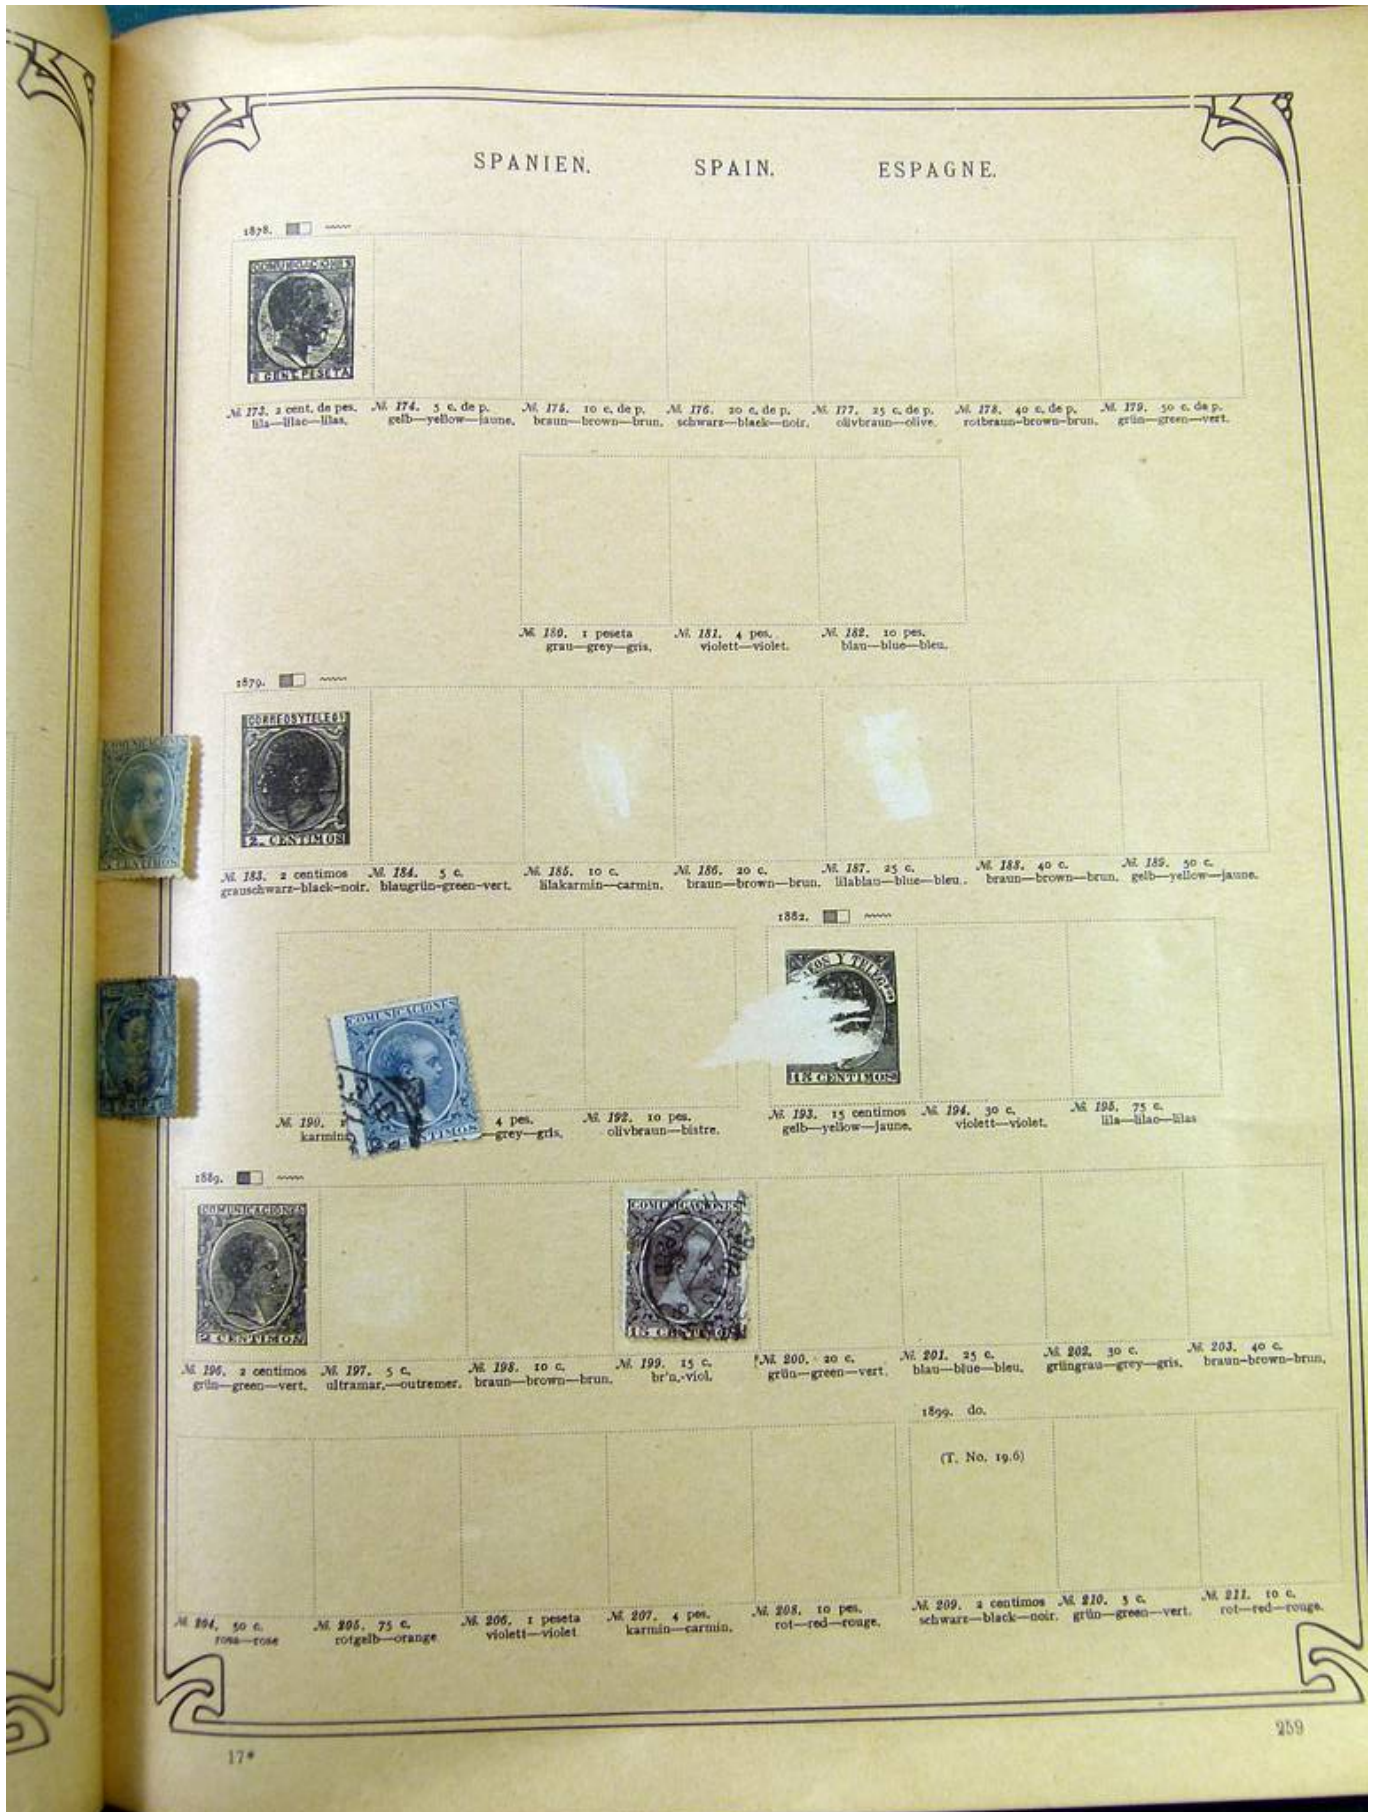 SPANIEN. SPAIN. ESPAGNE.
1878.
COMUNICACIONES
2 CENT. PESETA
№. 173. 2 cent. de pes. №. 174. 5 c. de p. №. 175. 10 c. de p. №. 176. 20 c. de p. №. 177. 25 c. de p. №. 178. 40 c. de p. №. 179. 50 c. de p.
lila—lilac—lilas. gelb—yellow—jaune. braun—brown—brun. schwarz—black—noir. olivbraun—olive. rotbraun-brown-brun. grün—green—vert.
№. 180. 1 peseta №. 181. 4 pes. №. 182. 10 pes.
grau—grey—gris. violett—violet. blau—blue—bleu.
1879.
CORREOS Y TELEGS
2. CENTIMOS
COMUNICACIONES
CENTIMOS
№. 183. 2 centimos №. 184. 5 c. №. 185. 10 c. №. 186. 20 c. №. 187. 25 c. №. 188. 40 c. №. 189. 50 c.
grauschwarz-black-noir. blaugrün-green-vert. lilakarmin—carmin. braun—brown—brun. lilablau—blue—bleu. braun—brown—brun. gelb—yellow—jaune.
1882.
Y TELEG
15 CENTIMOS
COMUNICACIONES
CENTIMOS
№. 190. 4 pes. №. 192. 10 pes. №. 193. 15 centimos №. 194. 30 c. №. 195. 75 c.
karmin —grey—gris. olivbraun—bistre. gelb—yellow—jaune. violett—violet. lila—lilac—lilas
1889.
COMUNICACIONES COMUNICACIONES
2 CENTIMOS 15 CENTIMOS
№. 196. 2 centimos №. 197. 5 c. №. 198. 10 c. №. 199. 15 c. №. 200. 20 c. №. 201. 25 c. №. 202. 30 c. №. 203. 40 c.
grün—green—vert. ultramar.—outremer. braun—brown—brun. br'n.-viol. grün—green—vert. blau—blue—bleu. grüngrau—grey—gris. braun-brown-brun.
1899. do.
(T. No. 19.6)
№. 204. 50 c. №. 205. 75 c. №. 206. 1 peseta №. 207. 4 pes. №. 208. 10 pes. №. 209. 2 centimos №. 210. 5 c. №. 211. 10 c.
rosa—rose rotgelb—orange violett—violet karmin—carmin. rot—red—rouge. schwarz—black—noir. grün—green—vert. rot—red—rouge.
17*
259